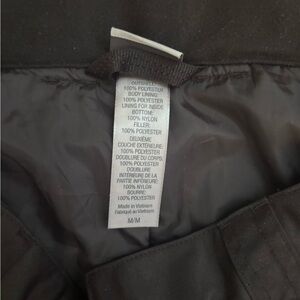 100% POLYESTER
BODY LINING:
100% POLYESTER
LINING FOR INSIDE
BOTTOM:
100% NYLON
FILLER:
100% POLYESTER
DEUXIÈME
COUCHE EXTÉRIEURE:
100% POLYESTER
DOUBLURE DU CORPS:
100% POLYESTER
DOUBLURE
INTÉRIEURE DE LA
PARTIE INFÉRIEURE:
100% NYLON
BOURRE:
100% POLYESTER
Made in Vietnam
Fabriqué au Vietnam
M/M